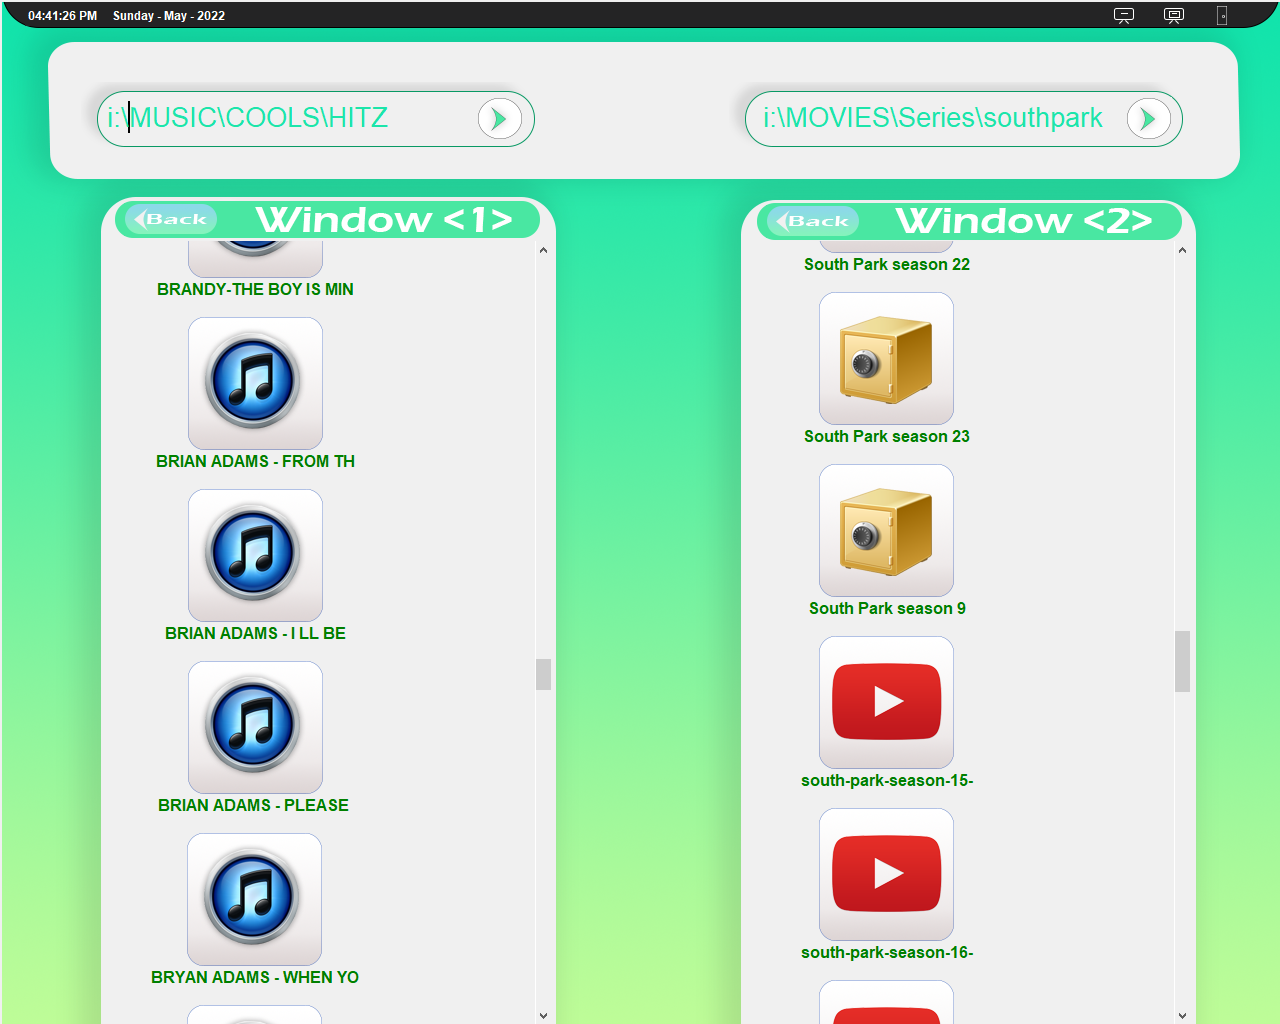 04:41:26 PM Sunday - May - 2022
i:\MUSIC\COOLS\HITZ
i:\MOVIES\Series\southpark
Back Window <1>
BRANDY-THE BOY IS MIN
BRIAN ADAMS - FROM TH
BRIAN ADAMS - I LL BE
BRIAN ADAMS - PLEASE
BRYAN ADAMS - WHEN YO
Back Window <2>
South Park season 22
South Park season 23
South Park season 9
south-park-season-15-
south-park-season-16-